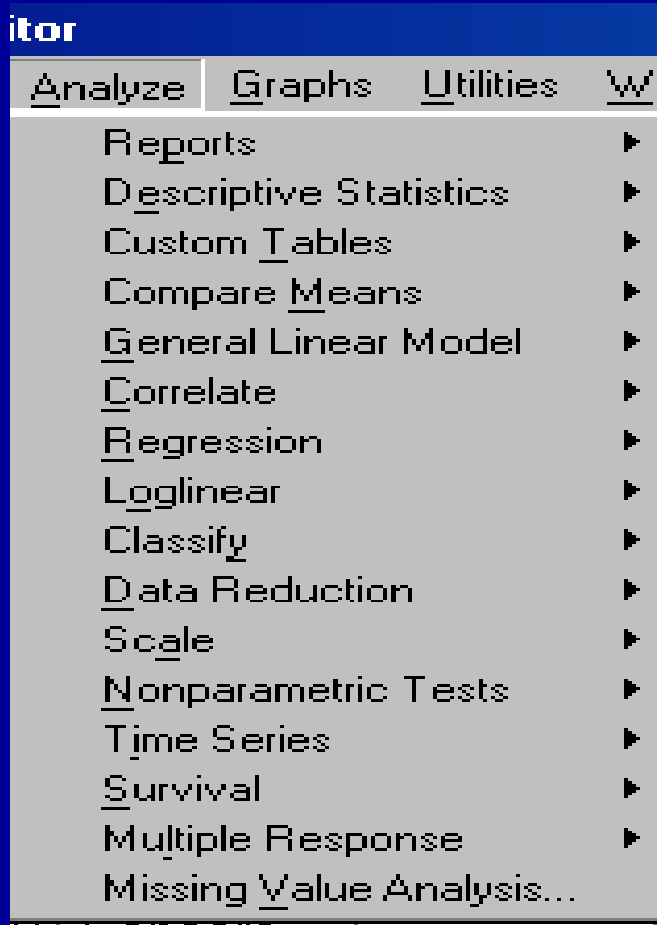 itor
Analyze Graphs Utilities W
Reports
Descriptive Statistics
Custom Tables
Compare Means
General Linear Model
Correlate
Regression
Loglinear
Classify
Data Reduction
Scale
Nonparametric Tests
Time Series
Survival
Multiple Response
Missing Value Analysis...